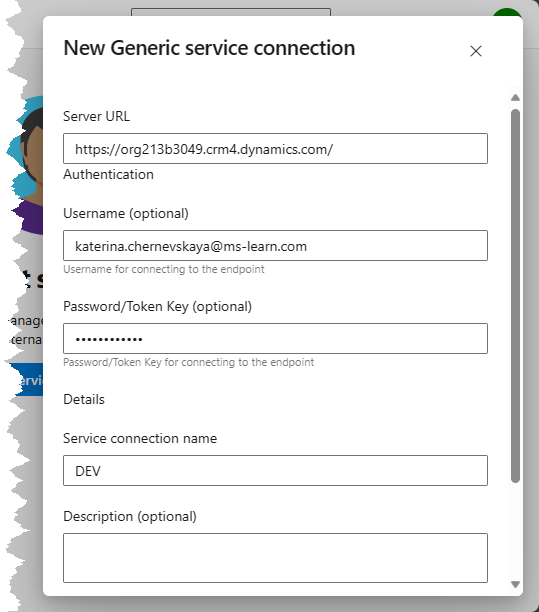 New Generic service connection
Server URL
https://org213b3049.crm4.dynamics.com/
Authentication
Username (optional)
katerina.chernevskaya@ms-learn.com
Username for connecting to the endpoint
Password/Token Key (optional)
••••••••••••
Password/Token Key for connecting to the endpoint
Details
Service connection name
DEV
Description (optional)